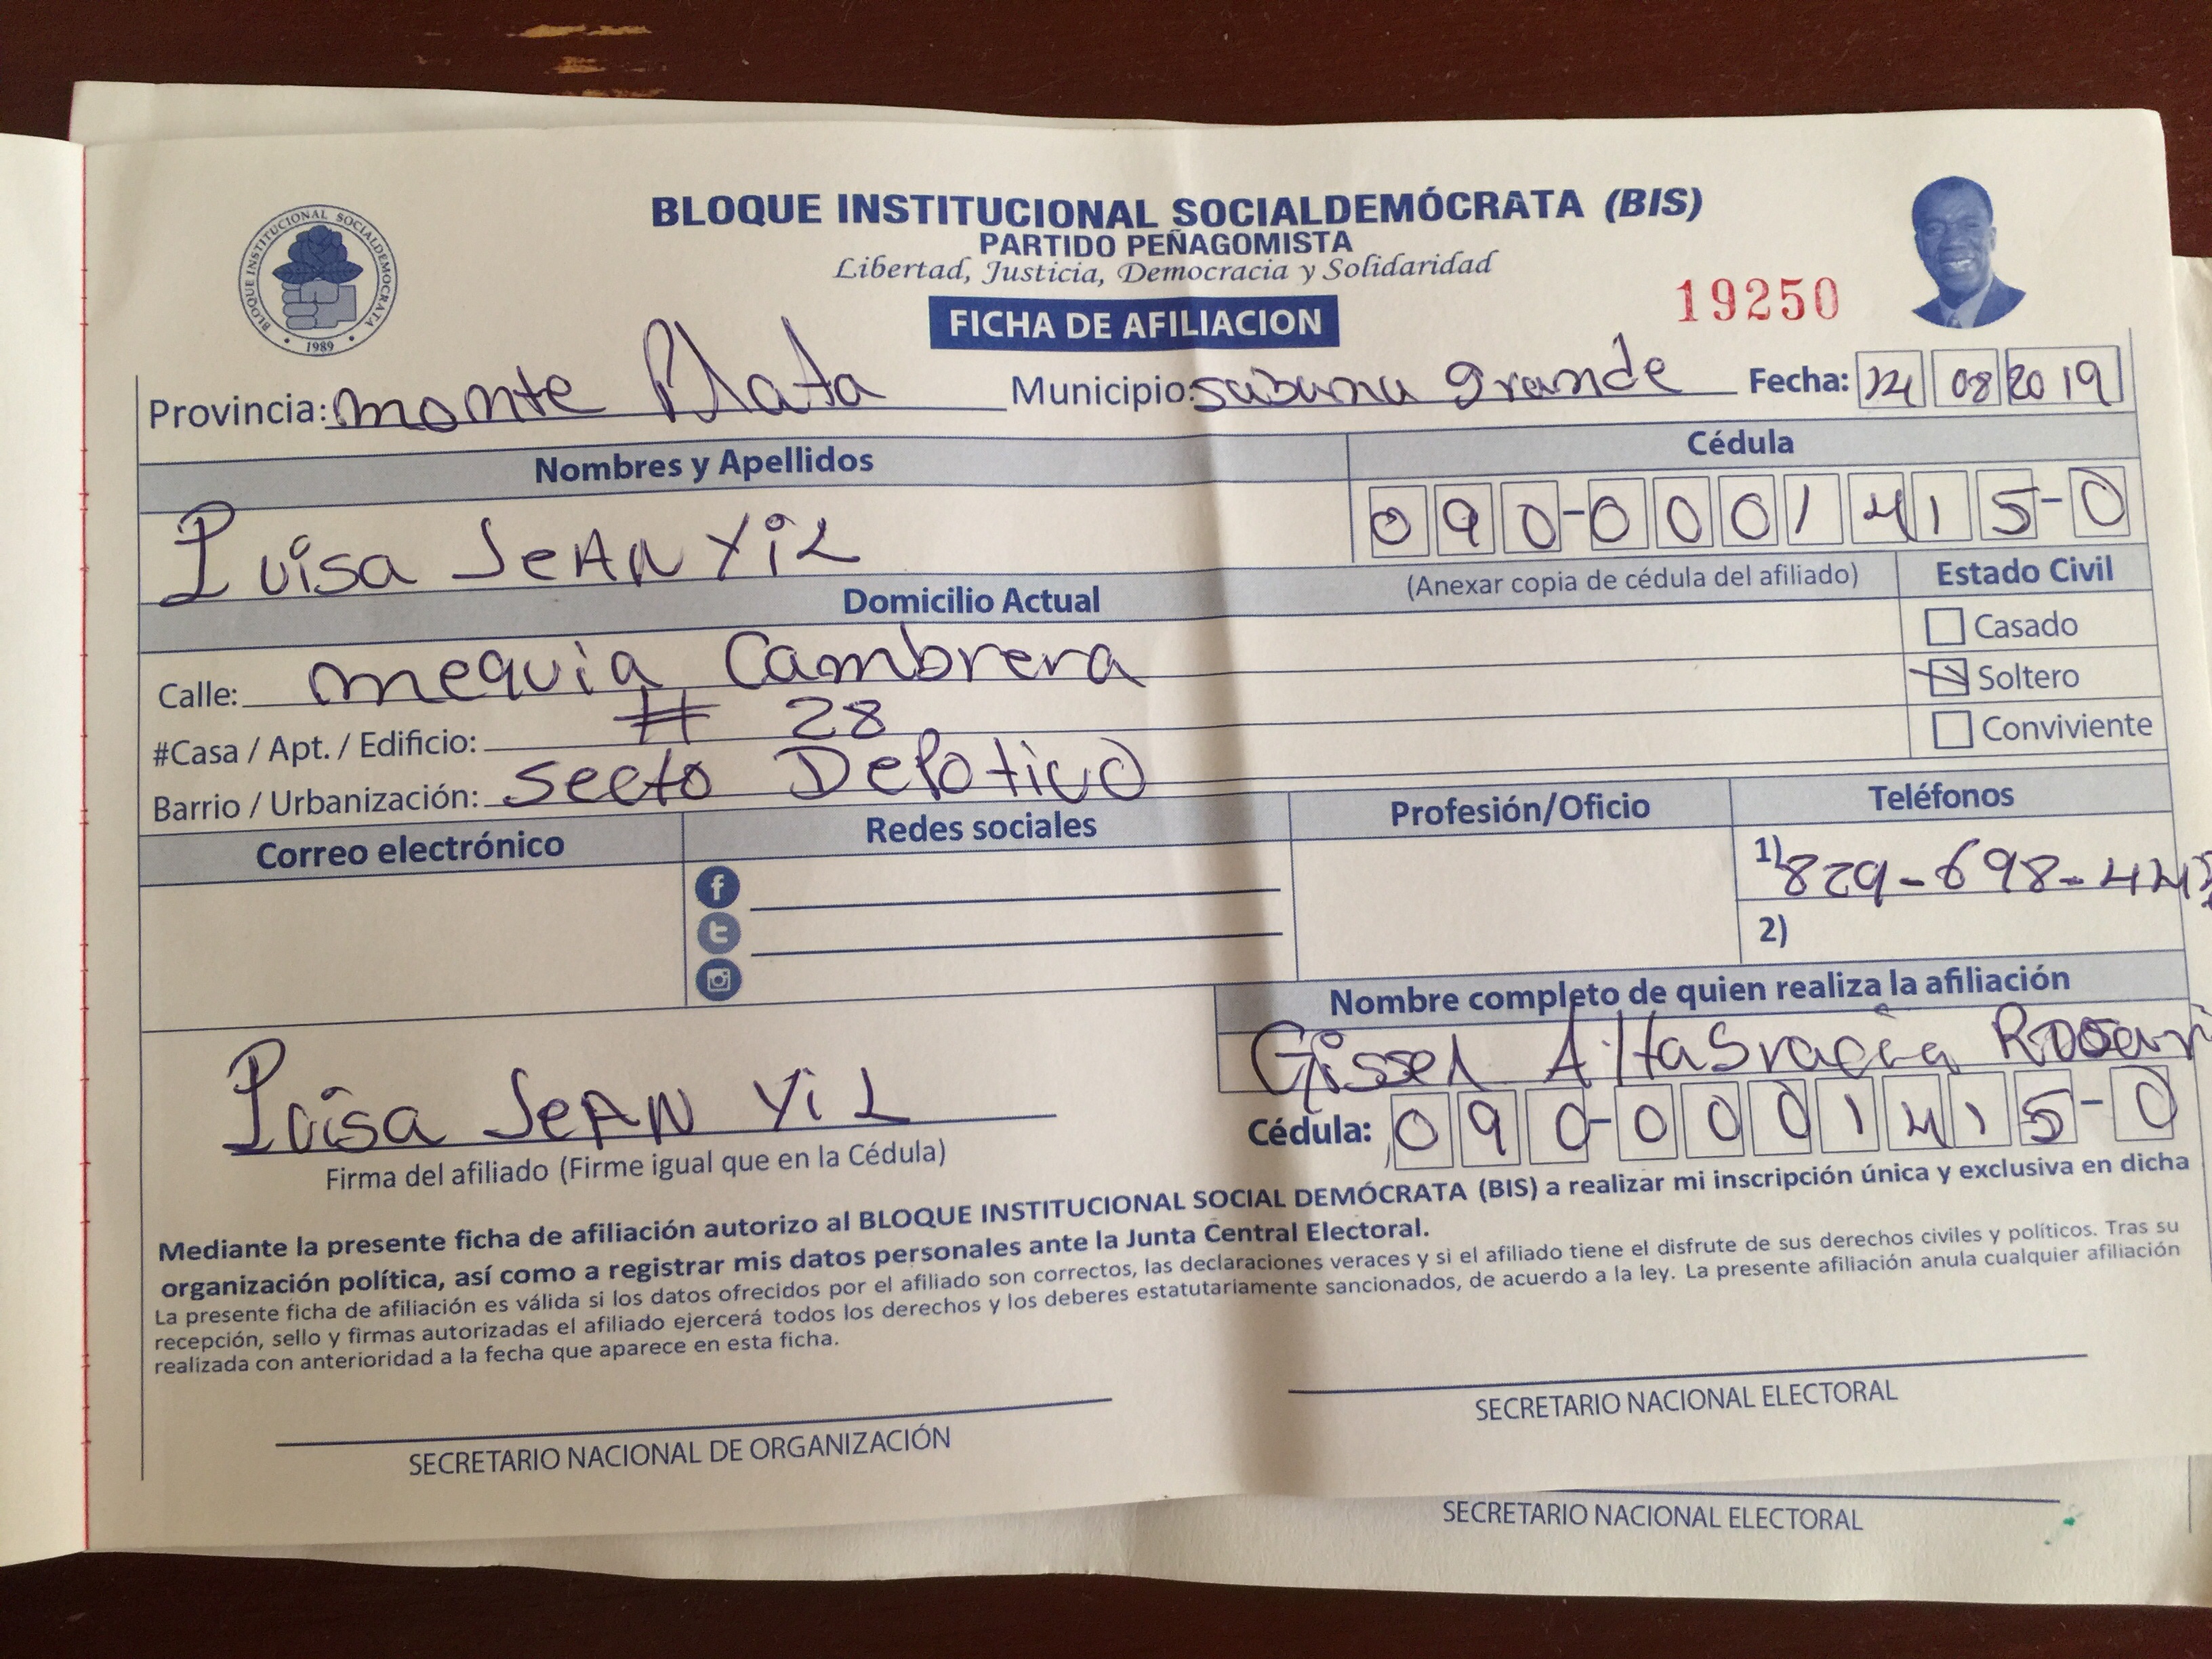 BLOQUE INSTITUCIONAL SOCIALDEMOCRATA
1989
BLOQUE INSTITUCIONAL SOCIALDEMÓCRATA (BIS)
PARTIDO PEÑAGOMISTA
Libertad, Justicia, Democracia y Solidaridad
19250
FICHA DE AFILIACION
Provincia: monte Plata Municipio: sabana grande Fecha: 08 2019
Nombres y Apellidos Cédula
Luisa JeAN YiL 090-0001415-0
Domicilio Actual (Anexar copia de cédula del afiliado) Estado Civil
Casado
Calle: mequia Cambrera Soltero
#Casa / Apt. / Edificio: # 28 Conviviente
Barrio / Urbanización: secto DePotivo
Correo electrónico Redes sociales Profesión/Oficio Teléfonos
1) 829-698-
2)
Nombre completo de quien realiza la afiliación
Gissel
Luisa JeAN YiL Cédula: 090-0001415-0
Firma del afiliado (Firme igual que en la Cédula)
Mediante la presente ficha de afiliación autorizo al BLOQUE INSTITUCIONAL SOCIAL DEMÓCRATA (BIS) a realizar mi inscripción única y exclusiva en dicha
organización política, así como a registrar mis datos personales ante la Junta Central Electoral.
La presente ficha de afiliación es válida si los datos ofrecidos por el afiliado son correctos, las declaraciones veraces y si el afiliado tiene el disfrute de sus derechos civiles y políticos. Tras su
recepción, sello y firmas autorizadas el afiliado ejercerá todos los derechos y los deberes estatutariamente sancionados, de acuerdo a la ley. La presente afiliación anula cualquier afiliación
realizada con anterioridad a la fecha que aparece en esta ficha.
SECRETARIO NACIONAL DE ORGANIZACIÓN SECRETARIO NACIONAL ELECTORAL
SECRETARIO NACIONAL ELECTORAL